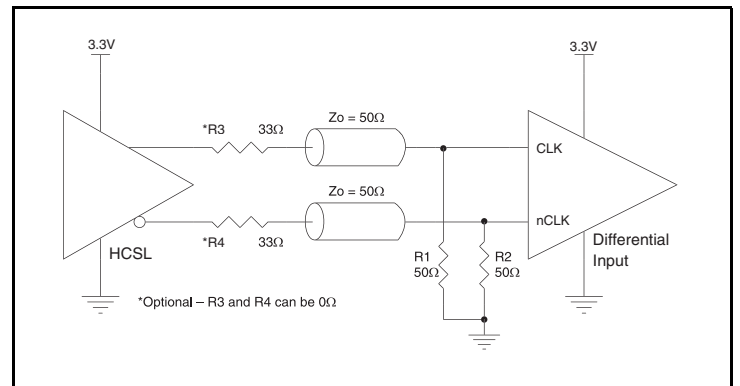 3.3V
3.3V
*R3 33Ω
Zo = 50Ω
CLK
Zo = 50Ω
nCLK
*R4 33Ω
HCSL
R1
50Ω
R2
50Ω
Differential
Input
*Optional – R3 and R4 can be 0Ω